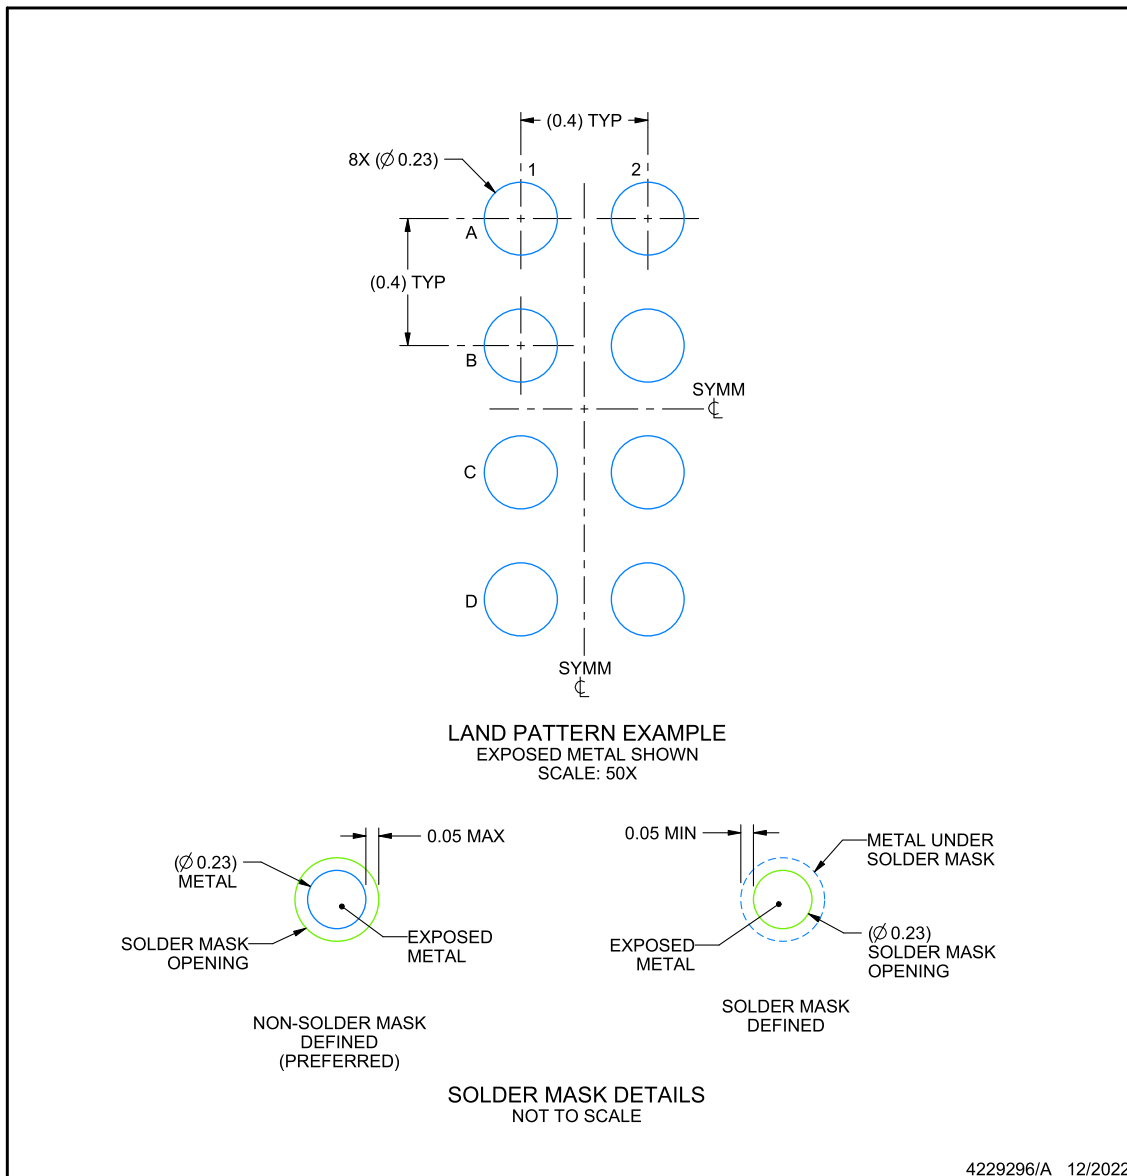 (0.4) TYP
8X (Ø 0.23)
1
2
A
(0.4) TYP
B
SYMM
℄
C
D
SYMM
℄
LAND PATTERN EXAMPLE
EXPOSED METAL SHOWN
SCALE: 50X
0.05 MAX
(Ø 0.23)
METAL
SOLDER MASK
OPENING
EXPOSED
METAL
NON-SOLDER MASK
DEFINED
(PREFERRED)
0.05 MIN
METAL UNDER
SOLDER MASK
EXPOSED
METAL
(Ø 0.23)
SOLDER MASK
OPENING
SOLDER MASK
DEFINED
SOLDER MASK DETAILS
NOT TO SCALE
4229296/A 12/2022